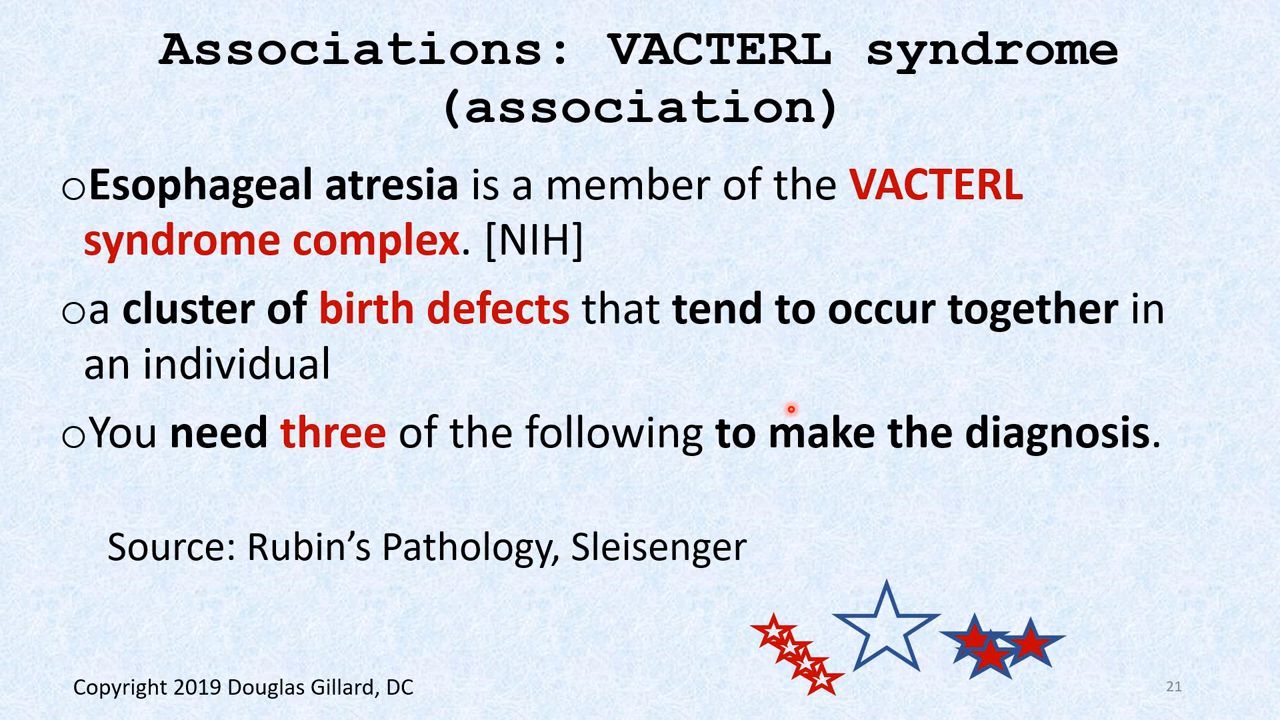 Associations: VACTERL syndrome
(association)
oEsophageal atresia is a member of the VACTERL
syndrome complex. [NIH]
oa cluster of birth defects that tend to occur together in
an individual
oYou need three of the following to make the diagnosis.
Source: Rubin’s Pathology, Sleisenger
Copyright 2019 Douglas Gillard, DC
21